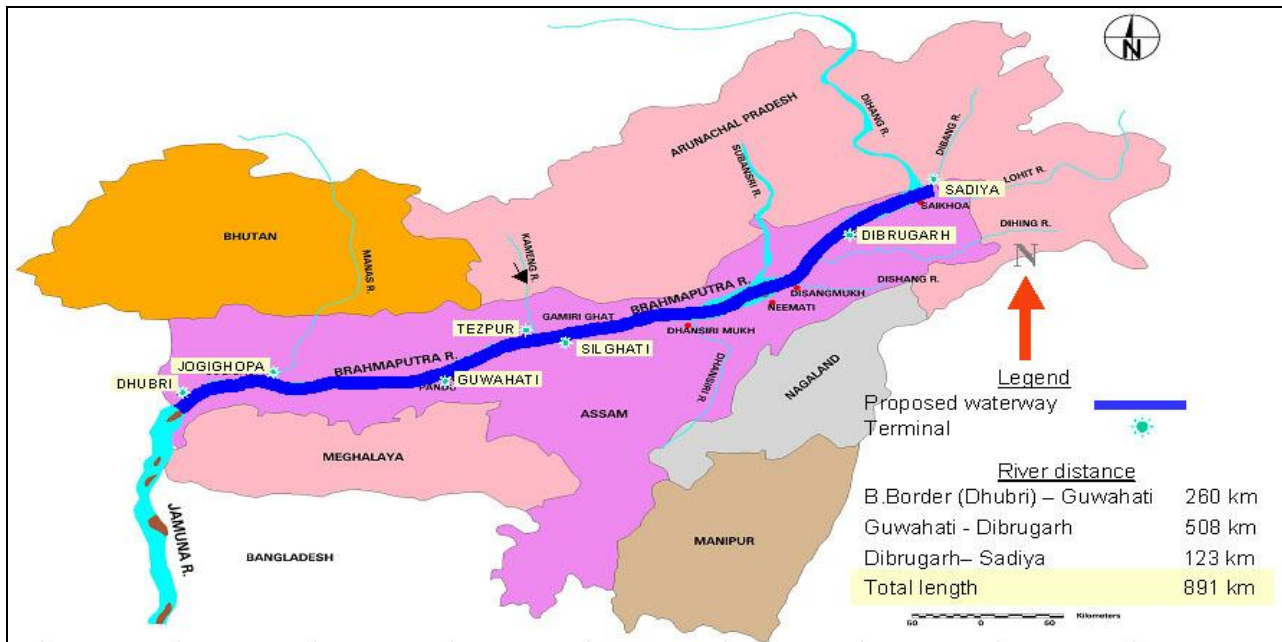 N
ARUNACHAL PRADESH
DIHANG R.
DIBANG R.
SUBANSRI R.
LOHIT R.
SADIYA
SAIKHOA
DIHING R.
DIBRUGARH
N
BHUTAN
MANAS R.
KAMENG R.
DISHANG R.
BRAHMAPUTRA R.
DISANGMUKH
NEEMATI
GAMIRI GHAT
TEZPUR
DHANSIRI MUKH
SILGHATI
JOGIGHOPA
BRAHMAPUTRA R.
DHUBRI
GUWAHATI
DHANSIRI R.
NAGALAND
ASSAM
MEGHALAYA
JAMUNA R.
BANGLADESH
MANIPUR
Legend
Proposed waterway
Terminal
River distance
B.Border (Dhubri) – Guwahati 260 km
Guwahati - Dibrugarh 508 km
Dibrugarh– Sadiya 123 km
Total length 891 km
50 0 50 Kilometers